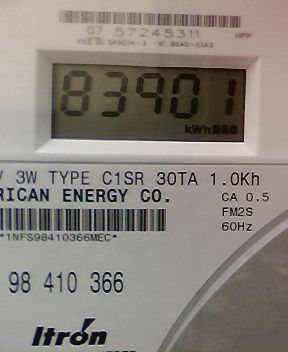 07 57245311
83901
kWh
V 3W TYPE C1SR 30TA 1.0Kh
RICAN ENERGY CO. CA 0.5
FM2S
*1NFS98410366MEC* 60Hz
98 410 366
Itrón